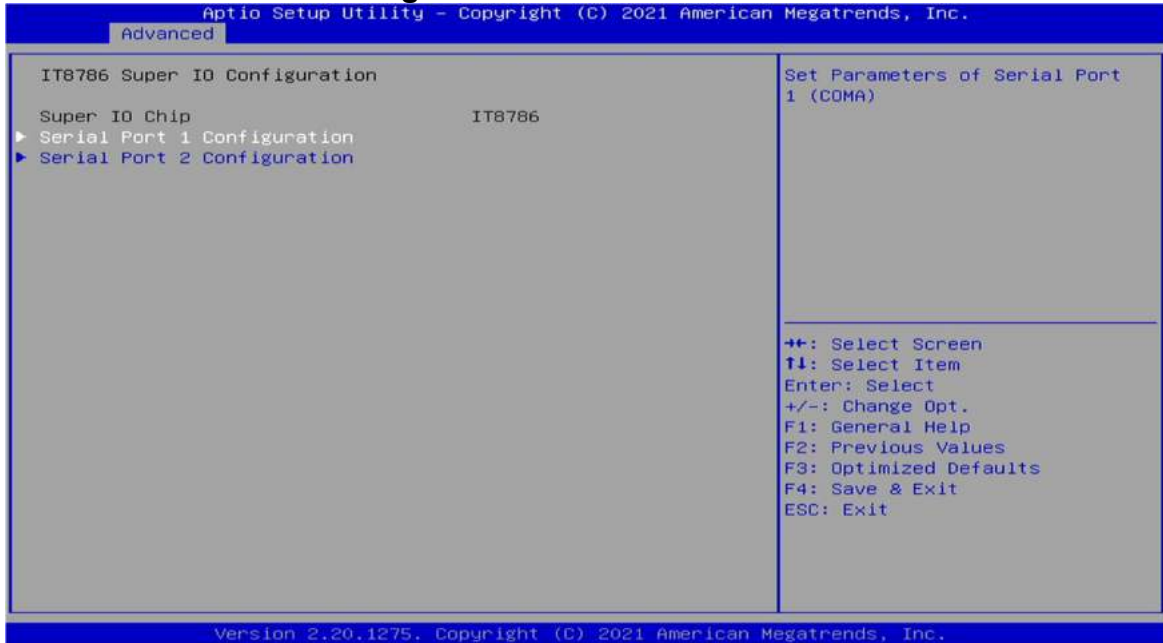 Aptio Setup Utility – Copyright (C) 2021 American Megatrends, Inc.
Advanced
IT8786 Super IO Configuration
Super IO Chip IT8786
Serial Port 1 Configuration
Serial Port 2 Configuration
Set Parameters of Serial Port
1 (COMA)
→←: Select Screen
↑↓: Select Item
Enter: Select
+/-: Change Opt.
F1: General Help
F2: Previous Values
F3: Optimized Defaults
F4: Save & Exit
ESC: Exit
Version 2.20.1275. Copyright (C) 2021 American Megatrends, Inc.